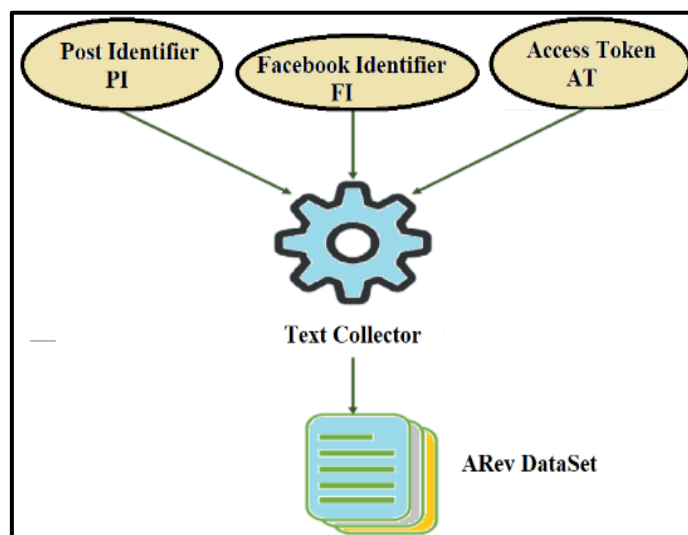 Post Identifier
PI
Facebook Identifier
FI
Access Token
AT
Text Collector
ARev DataSet